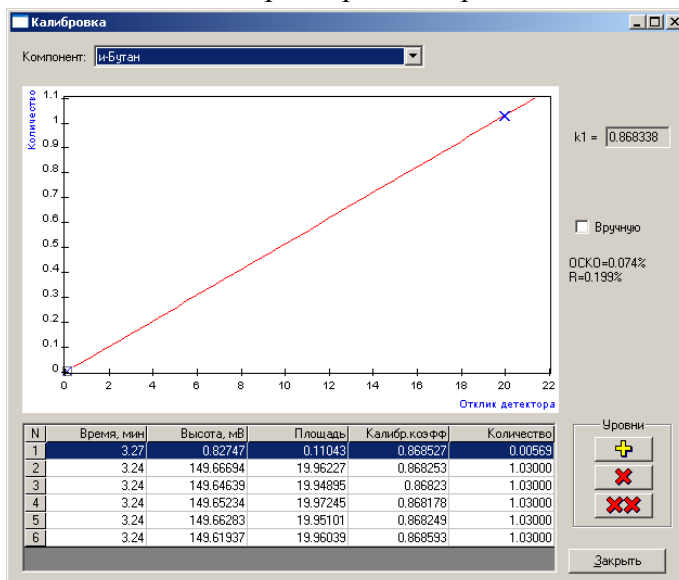 Калибровка
Компонент: и-Бутан
Количество
1.1
1
0.9
0.8
0.7
0.6
0.5
0.4
0.3
0.2
0.1
0
0 2 4 6 8 10 12 14 16 18 20 22
Отклик детектора
k1 = 0.868338
Вручную
ОСКО=0.074%
R=0.199%
N Время, мин Высота, мВ Площадь Калибр.коэфф Количество
1 3.27 0.82747 0.11043 0.868527 0.00569
2 3.24 149.66694 19.96227 0.868253 1.03000
3 3.24 149.64639 19.94895 0.86823 1.03000
4 3.24 149.65234 19.97245 0.868178 1.03000
5 3.24 149.66283 19.95101 0.868249 1.03000
6 3.24 149.61937 19.96039 0.868593 1.03000
Уровни
Закрыть